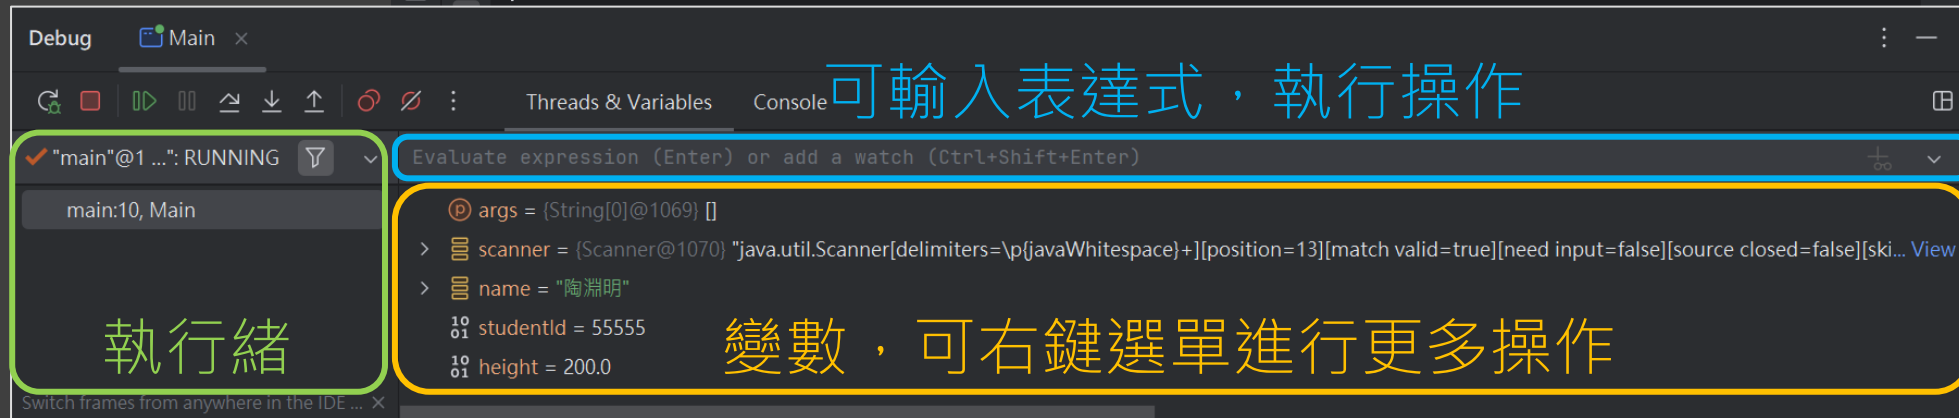 Debug Main
可輸入表達式，執行操作
Threads & Variables Console
"main"@1 ...": RUNNING
Evaluate expression (Enter) or add a watch (Ctrl+Shift+Enter)
main:10, Main
args = {String[0]@1069} []
scanner = {Scanner@1070} "java.util.Scanner[delimiters=\p{javaWhitespace}+][position=13][match valid=true][need input=false][source closed=false][ski... View
name = "陶淵明"
studentId = 55555
height = 200.0
執行緒
變數，可右鍵選單進行更多操作
Switch frames from anywhere in the IDE ...